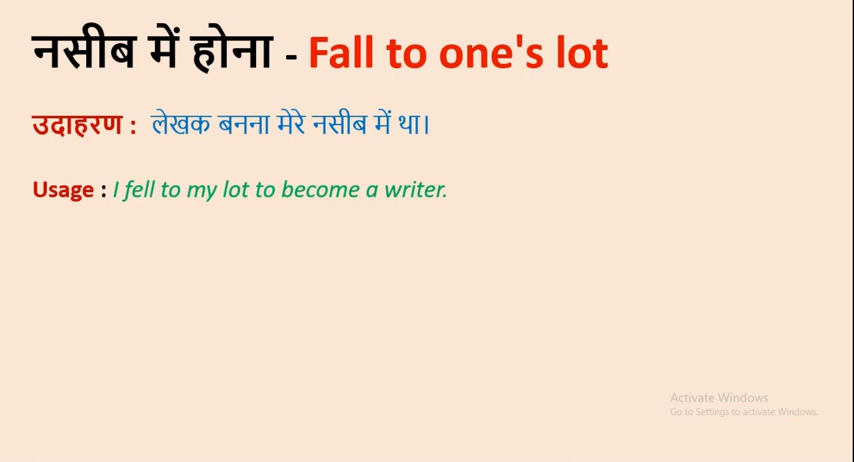 नसीब में होना - Fall to one's lot
उदाहरण : लेखक बनना मेरे नसीब में था।
Usage : I fell to my lot to become a writer.
Activate Windows
Go to Settings to activate Windows.